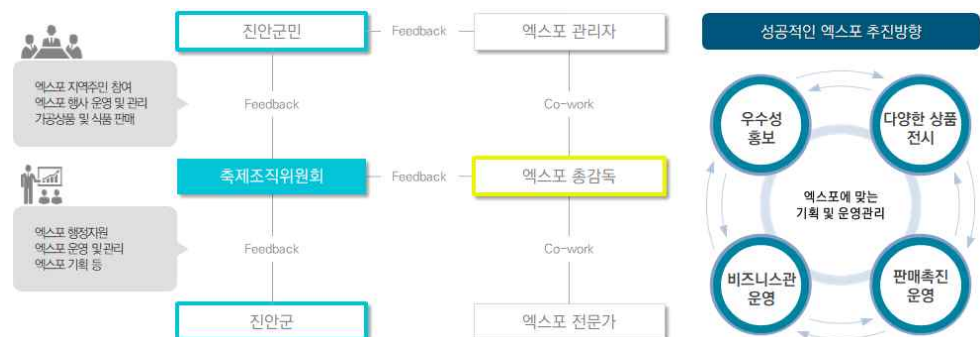 진안군민
Feedback
엑스포 관리자
성공적인 엑스포 추진방향
엑스포 지역주민 참여
엑스포 행사 운영 및 관리
가공상품 및 식품 판매
Feedback
Co-work
우수성
홍보
다양한 상품
전시
축제조직위원회
Feedback
엑스포 총감독
엑스포에 맞는
기획 및 운영관리
엑스포 행정지원
엑스포 운영 및 관리
엑스포 기획 등
Feedback
Co-work
비즈니스관
운영
판매촉진
운영
진안군
엑스포 전문가